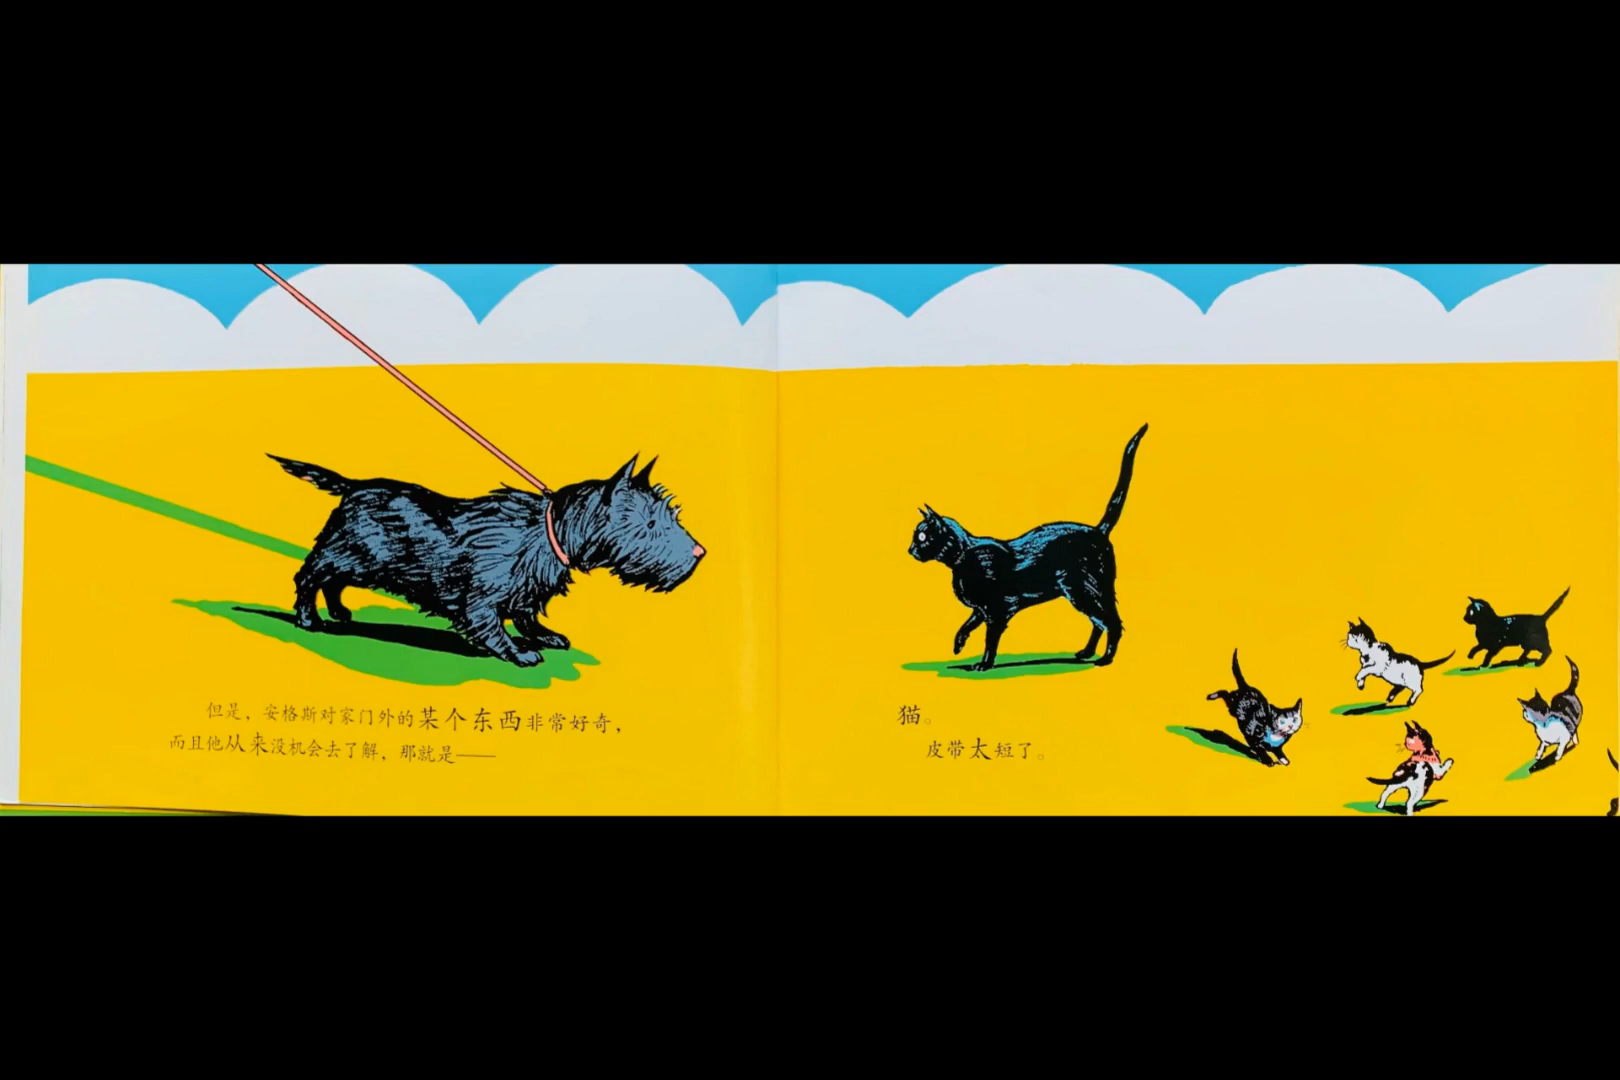 但是，安格斯对家门外的某个东西非常好奇，
而且他从来没机会去了解，那就是——
猫。
皮带太短了。